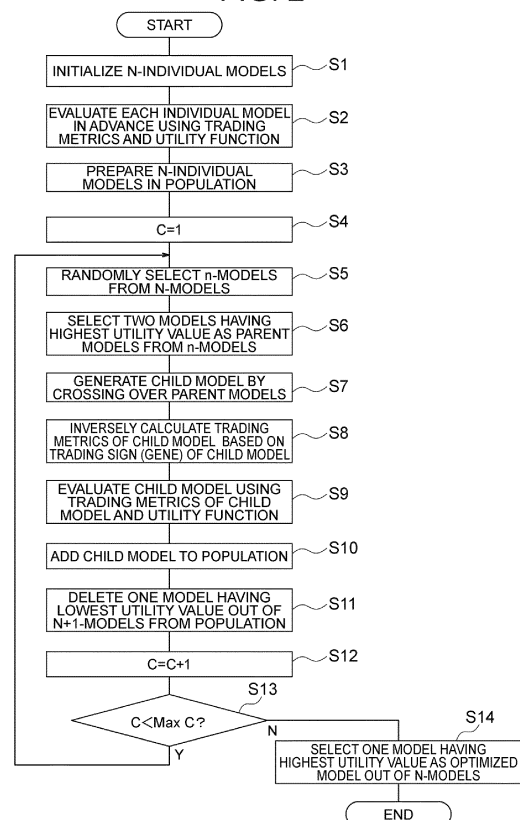 START
INITIALIZE N-INDIVIDUAL MODELS
S1
EVALUATE EACH INDIVIDUAL MODEL
IN ADVANCE USING TRADING
METRICS AND UTILITY FUNCTION
S2
PREPARE N-INDIVIDUAL
MODELS IN POPULATION
S3
C=1
S4
RANDOMLY SELECT n-MODELS
FROM N-MODELS
S5
SELECT TWO MODELS HAVING
HIGHEST UTILITY VALUE AS PARENT
MODELS FROM n-MODELS
S6
GENERATE CHILD MODEL BY
CROSSING OVER PARENT MODELS
S7
INVERSELY CALCULATE TRADING
METRICS OF CHILD MODEL BASED ON
TRADING SIGN (GENE) OF CHILD MODEL
S8
EVALUATE CHILD MODEL USING
TRADING METRICS OF CHILD
MODEL AND UTILITY FUNCTION
S9
ADD CHILD MODEL TO POPULATION
S10
DELETE ONE MODEL HAVING
LOWEST UTILITY VALUE OUT OF
N+1-MODELS FROM POPULATION
S11
C=C+1
S12
C<Max C?
S13
N
Y
S14
SELECT ONE MODEL HAVING
HIGHEST UTILITY VALUE AS OPTIMIZED
MODEL OUT OF N-MODELS
END